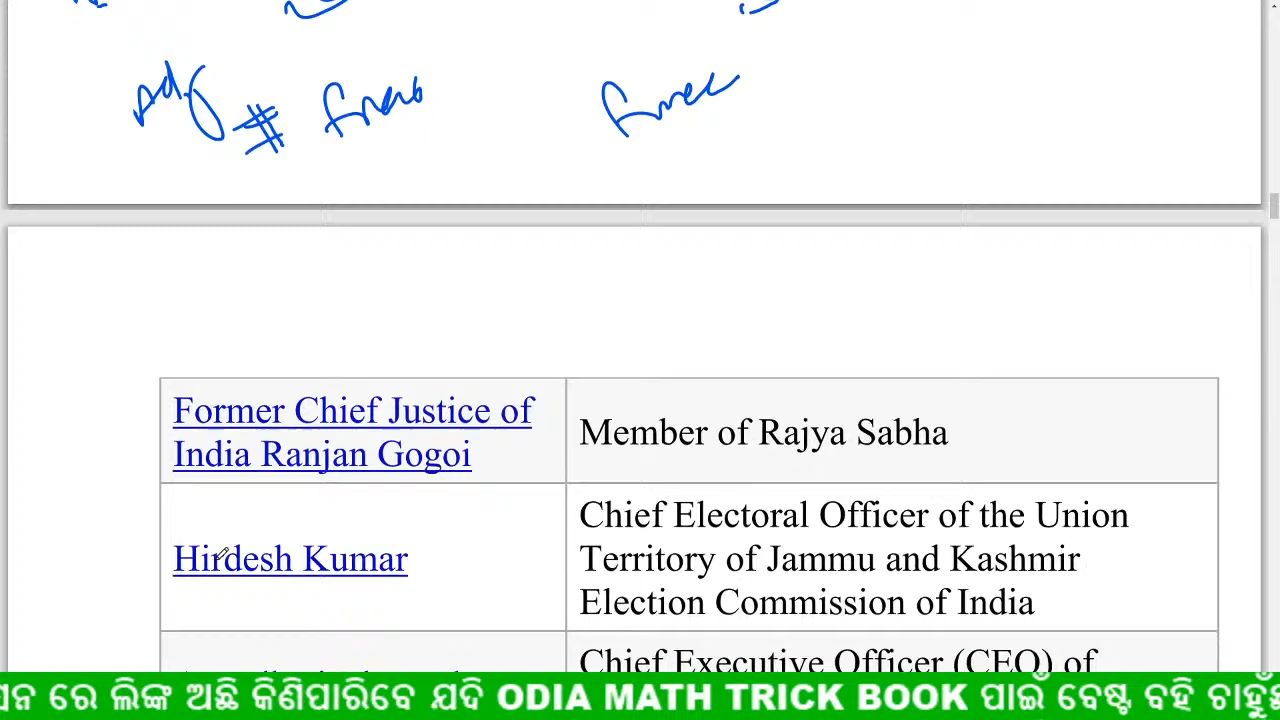 Adj # 
Former Chief Justice of
India Ranjan Gogoi
Member of Rajya Sabha
Hirdesh Kumar
Chief Electoral Officer of the Union
Territory of Jammu and Kashmir
Election Commission of India
Chief Executive Officer (CEO) of
ରେ ଲିଙ୍କ ଅଛି କିଣିପାରିବେ ଯଦି ODIA MATH TRICK BOOK ପାଇଁ ବେଷ୍ଟ ବହି